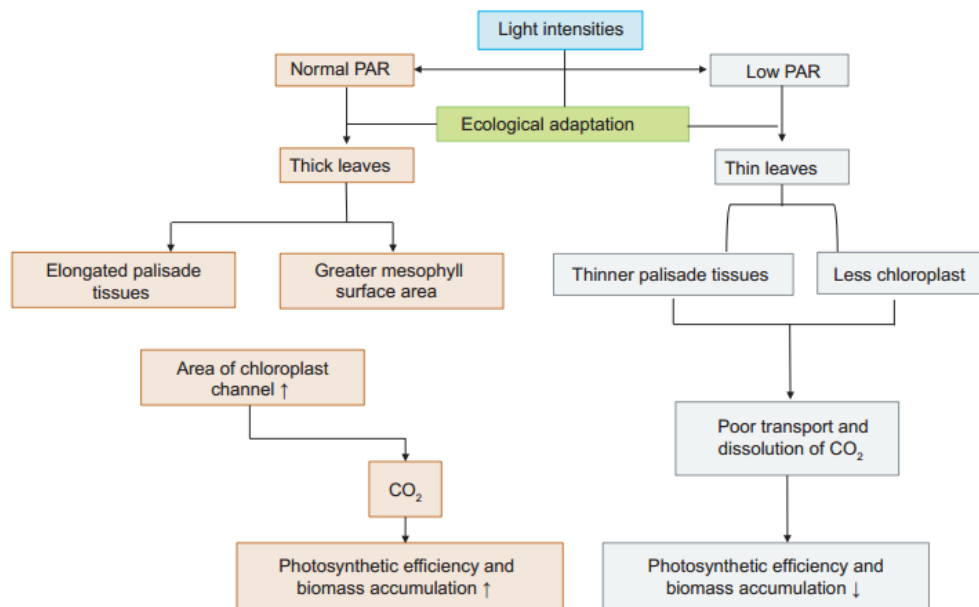 Light intensities
Normal PAR
Low PAR
Ecological adaptation
Thick leaves
Thin leaves
Elongated palisade
tissues
Greater mesophyll
surface area
Thinner palisade tissues
Less chloroplast
Area of chloroplast
channel ↑
Poor transport and
dissolution of CO₂
CO₂
Photosynthetic efficiency and
biomass accumulation ↑
Photosynthetic efficiency and
biomass accumulation ↓